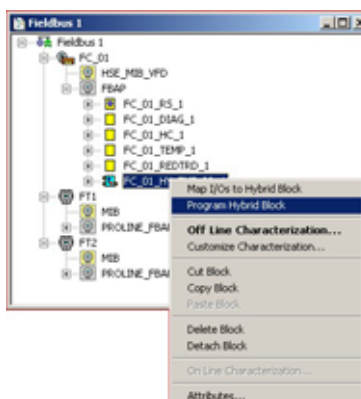 Fieldbus 1
Fieldbus 1
FC_01
HSE_MIB_VFD
FBAP
FC_01_RS_1
FC_01_DIAG_1
FC_01_HC_1
FC_01_TEMP_1
FC_01_REDTRD_1
FT1
MIB
FT2
MIB
Map I/Os to Hybrid Block
Program Hybrid Block
Off Line Characterization...
Customize Characterization...
Cut Block
Copy Block
Paste Block
Delete Block
Detach Block
On Line Characterization...
Attributes...